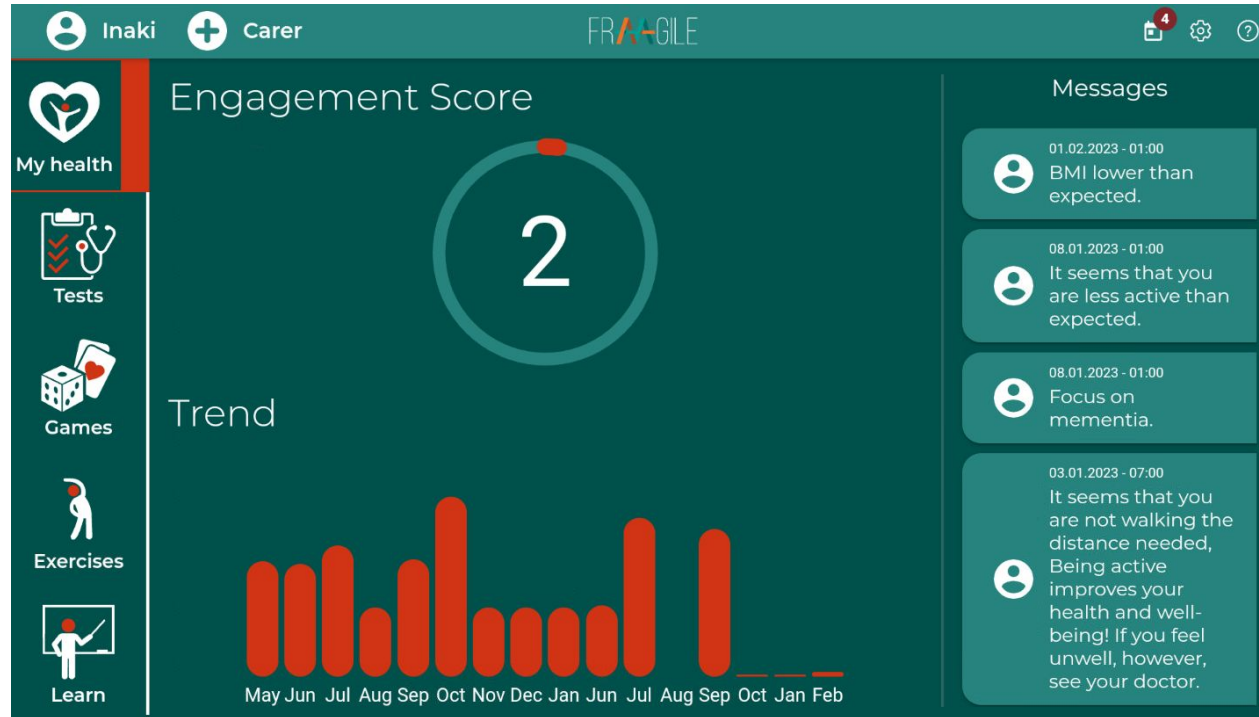 Inaki
Carer
FRAAGILE
4
?
My health
Tests
Games
Exercises
Learn
Engagement Score
2
Trend
May Jun Jul Aug Sep Oct Nov Dec Jan Jun Jul Aug Sep Oct Jan Feb
Messages
01.02.2023 - 01:00
BMI lower than
expected.
08.01.2023 - 01:00
It seems that you
are less active than
expected.
08.01.2023 - 01:00
Focus on
mementia.
03.01.2023 - 07:00
It seems that you
are not walking the
distance needed,
Being active
improves your
health and well-
being! If you feel
unwell, however,
see your doctor.